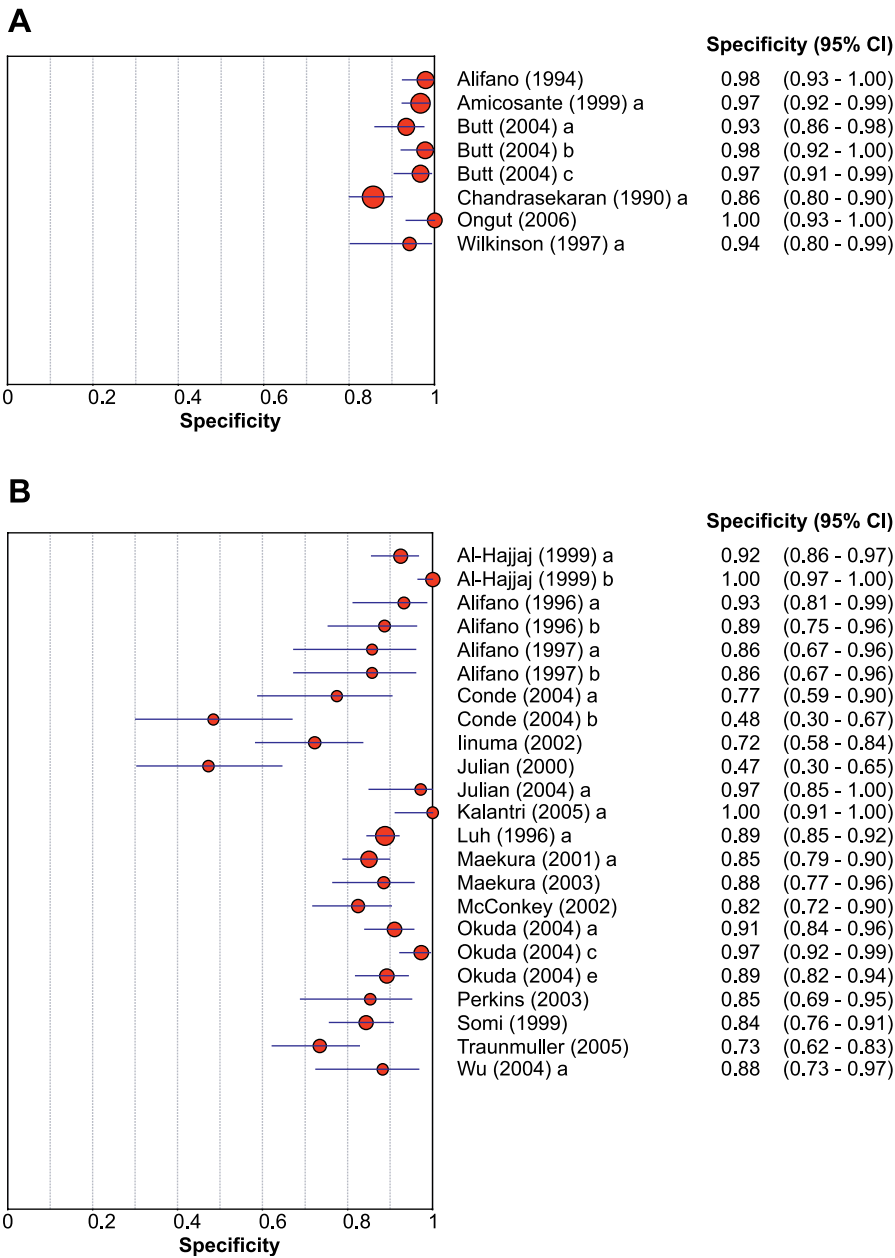 A
Specificity (95% CI)
Alifano (1994) 0.98 (0.93 - 1.00)
Amicosante (1999) a 0.97 (0.92 - 0.99)
Butt (2004) a 0.93 (0.86 - 0.98)
Butt (2004) b 0.98 (0.92 - 1.00)
Butt (2004) c 0.97 (0.91 - 0.99)
Chandrasekaran (1990) a 0.86 (0.80 - 0.90)
Ongut (2006) 1.00 (0.93 - 1.00)
Wilkinson (1997) a 0.94 (0.80 - 0.99)
0 0.2 0.4 0.6 0.8 1
Specificity
B
Specificity (95% CI)
Al-Hajjaj (1999) a 0.92 (0.86 - 0.97)
Al-Hajjaj (1999) b 1.00 (0.97 - 1.00)
Alifano (1996) a 0.93 (0.81 - 0.99)
Alifano (1996) b 0.89 (0.75 - 0.96)
Alifano (1997) a 0.86 (0.67 - 0.96)
Alifano (1997) b 0.86 (0.67 - 0.96)
Conde (2004) a 0.77 (0.59 - 0.90)
Conde (2004) b 0.48 (0.30 - 0.67)
Iinuma (2002) 0.72 (0.58 - 0.84)
Julian (2000) 0.47 (0.30 - 0.65)
Julian (2004) a 0.97 (0.85 - 1.00)
Kalantri (2005) a 1.00 (0.91 - 1.00)
Luh (1996) a 0.89 (0.85 - 0.92)
Maekura (2001) a 0.85 (0.79 - 0.90)
Maekura (2003) 0.88 (0.77 - 0.96)
McConkey (2002) 0.82 (0.72 - 0.90)
Okuda (2004) a 0.91 (0.84 - 0.96)
Okuda (2004) c 0.97 (0.92 - 0.99)
Okuda (2004) e 0.89 (0.82 - 0.94)
Perkins (2003) 0.85 (0.69 - 0.95)
Somi (1999) 0.84 (0.76 - 0.91)
Traunmuller (2005) 0.73 (0.62 - 0.83)
Wu (2004) a 0.88 (0.73 - 0.97)
0 0.2 0.4 0.6 0.8 1
Specificity